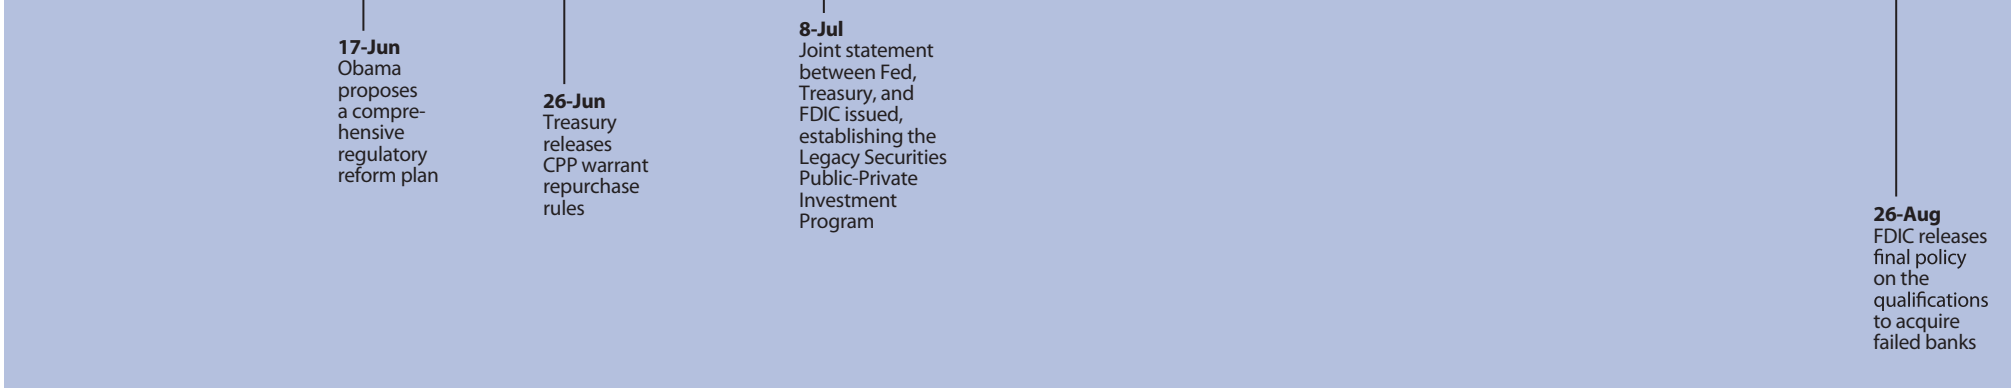 17-Jun
Obama
proposes
a compre-
hensive
regulatory
reform plan
26-Jun
Treasury
releases
CPP warrant
repurchase
rules
8-Jul
Joint statement
between Fed,
Treasury, and
FDIC issued,
establishing the
Legacy Securities
Public-Private
Investment
Program
26-Aug
FDIC releases
final policy
on the
qualifications
to acquire
failed banks